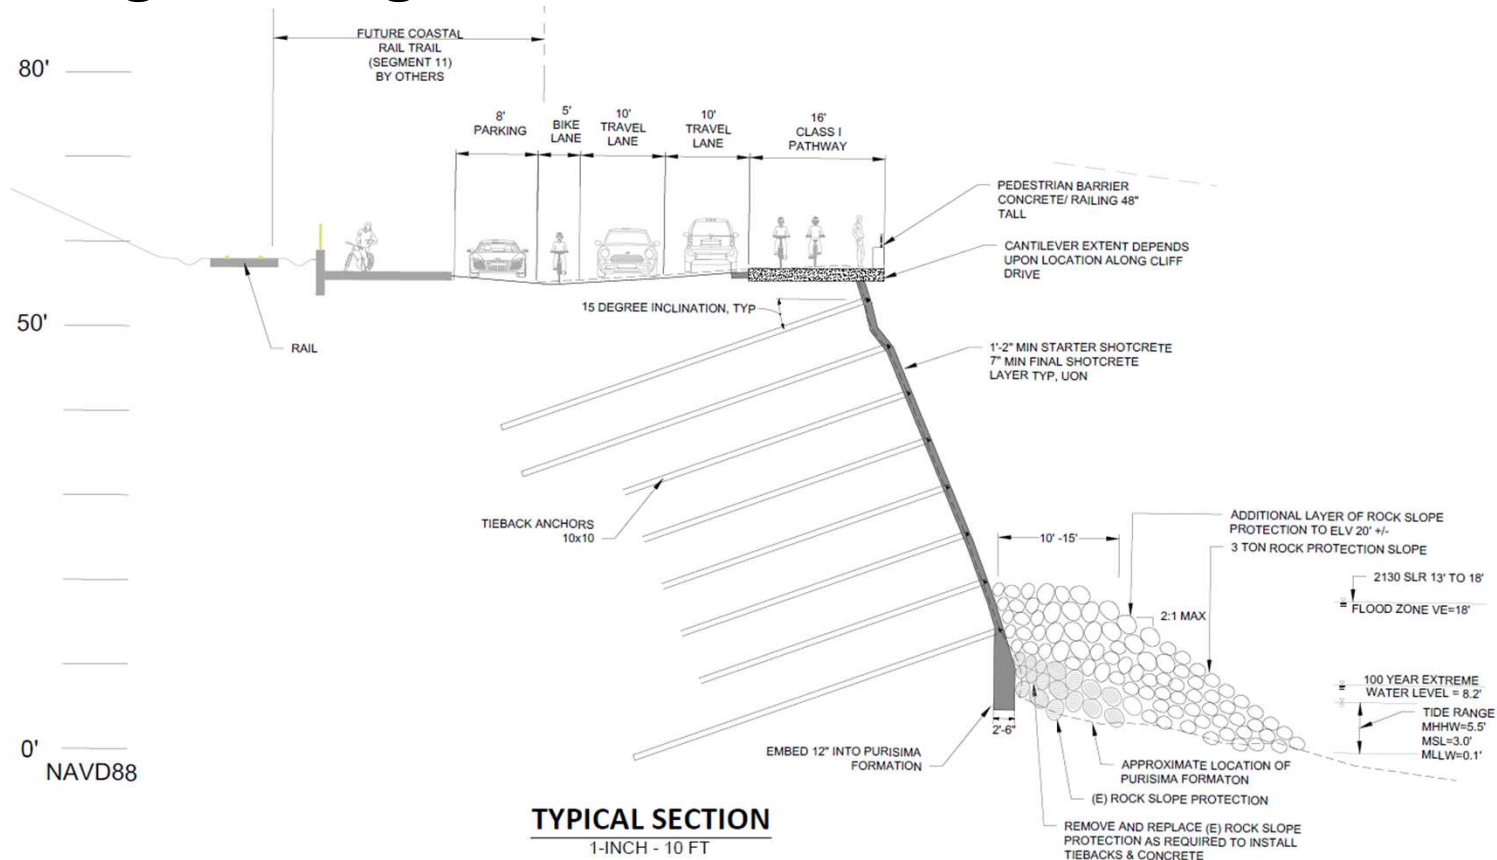 80'
FUTURE COASTAL
RAIL TRAIL
(SEGMENT 11)
BY OTHERS
8'
PARKING
5'
BIKE
LANE
10'
TRAVEL
LANE
10'
TRAVEL
LANE
16'
CLASS I
PATHWAY
PEDESTRIAN BARRIER
CONCRETE/ RAILING 48"
TALL
CANTILEVER EXTENT DEPENDS
UPON LOCATION ALONG CLIFF
DRIVE
15 DEGREE INCLINATION, TYP
50'
RAIL
1'-2" MIN STARTER SHOTCRETE
7" MIN FINAL SHOTCRETE
LAYER TYP, UON
TIEBACK ANCHORS
10x10
10' -15'
ADDITIONAL LAYER OF ROCK SLOPE
PROTECTION TO ELV 20' +/-
3 TON ROCK PROTECTION SLOPE
2130 SLR 13' TO 18'
FLOOD ZONE VE=18'
2:1 MAX
100 YEAR EXTREME
WATER LEVEL = 8.2'
TIDE RANGE
MHHW=5.5'
MSL=3.0'
MLLW=0.1'
2'-6"
0'
NAVD88
EMBED 12" INTO PURISIMA
FORMATION
APPROXIMATE LOCATION OF
PURISIMA FORMATON
(E) ROCK SLOPE PROTECTION
REMOVE AND REPLACE (E) ROCK SLOPE
PROTECTION AS REQUIRED TO INSTALL
TIEBACKS & CONCRETE
TYPICAL SECTION
1-INCH - 10 FT